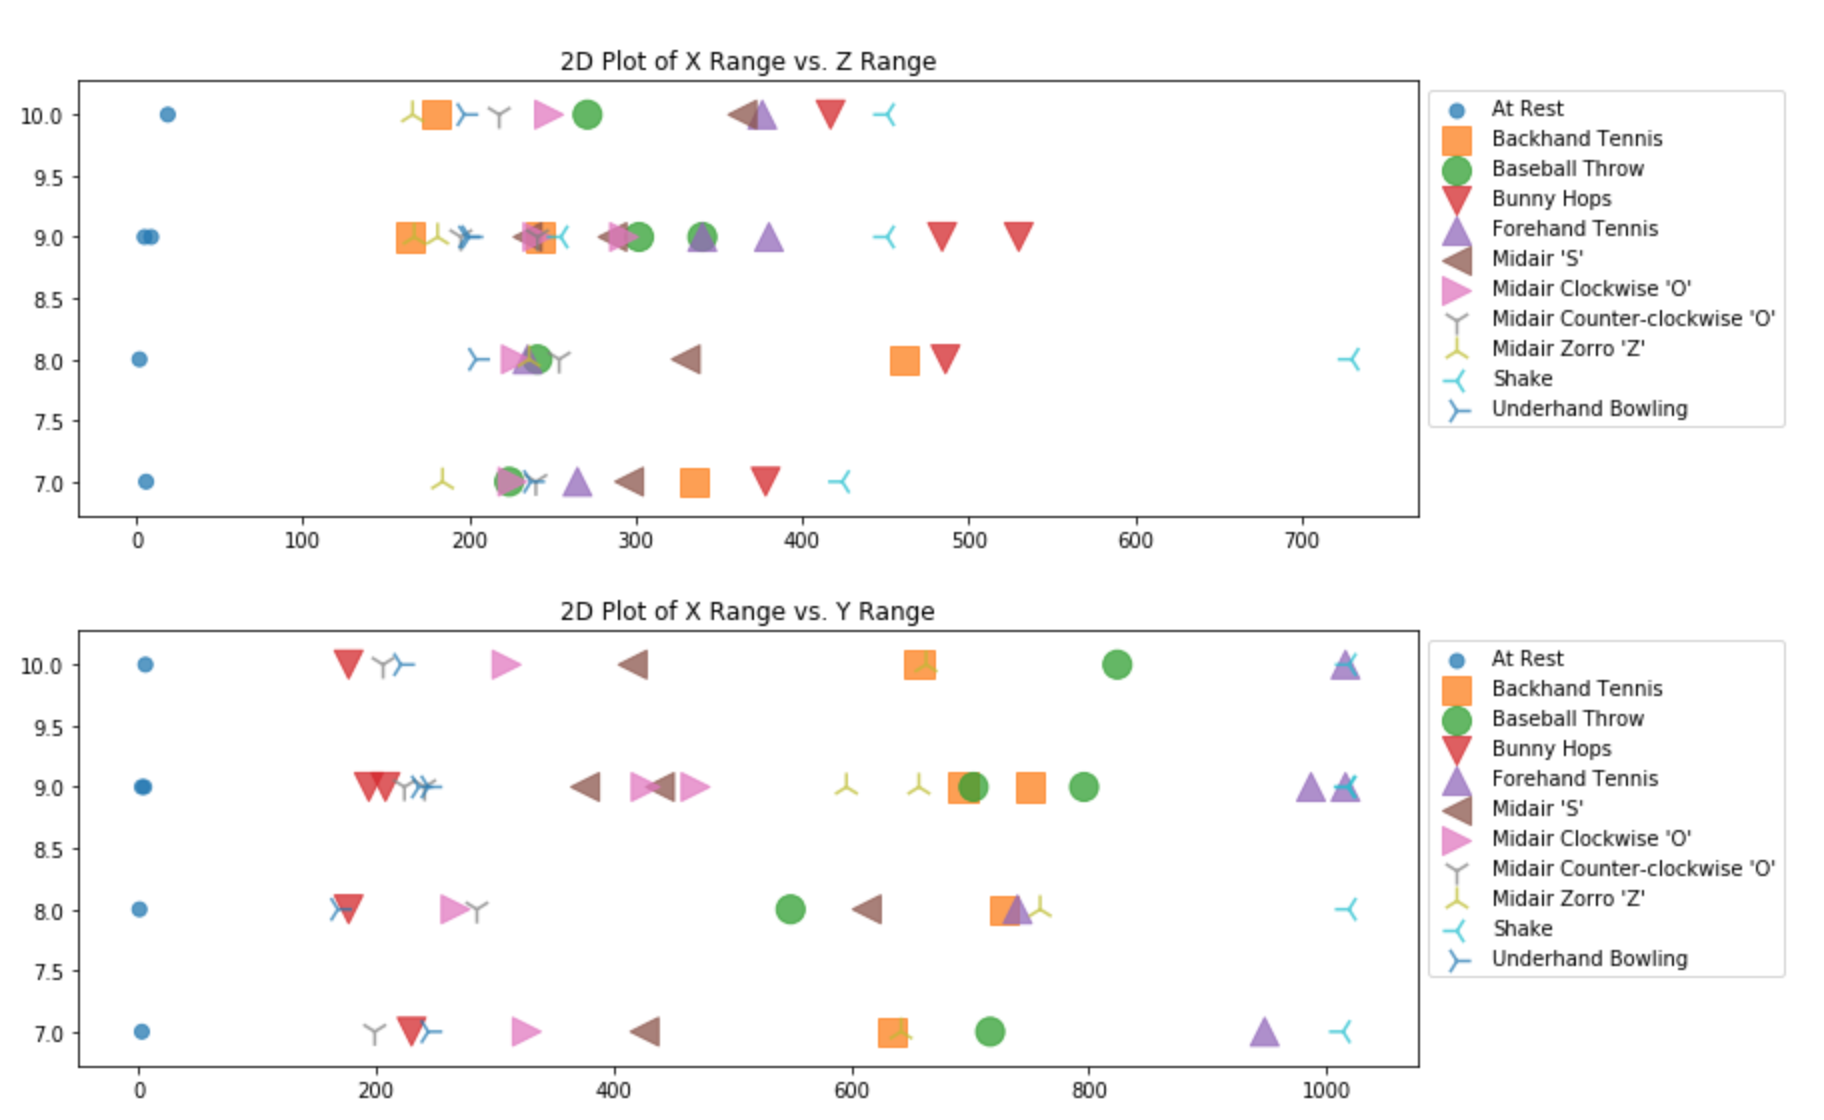 2D Plot of X Range vs. Z Range
10.0
9.5
9.0
8.5
8.0
7.5
7.0
0 100 200 300 400 500 600 700
At Rest
Backhand Tennis
Baseball Throw
Bunny Hops
Forehand Tennis
Midair 'S'
Midair Clockwise 'O'
Midair Counter-clockwise 'O'
Midair Zorro 'Z'
Shake
Underhand Bowling
2D Plot of X Range vs. Y Range
10.0
9.5
9.0
8.5
8.0
7.5
7.0
0 200 400 600 800 1000
At Rest
Backhand Tennis
Baseball Throw
Bunny Hops
Forehand Tennis
Midair 'S'
Midair Clockwise 'O'
Midair Counter-clockwise 'O'
Midair Zorro 'Z'
Shake
Underhand Bowling